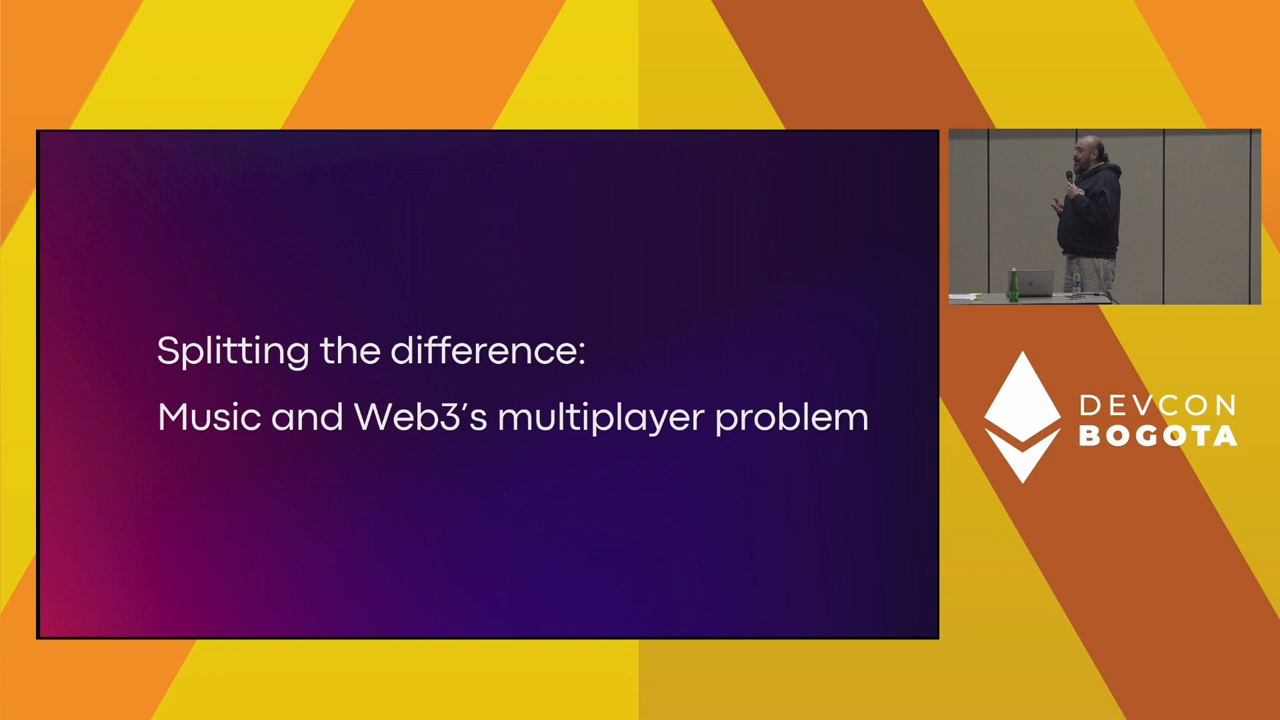 Splitting the difference:
Music and Web3’s multiplayer problem
DEVCON
BOGOTA